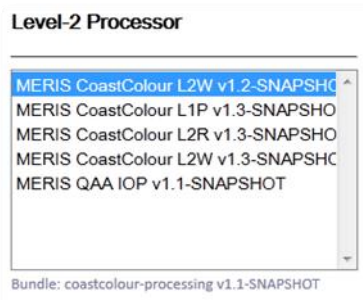 Level-2 Processor
MERIS CoastColour L2W v1.2-SNAPSHO
MERIS CoastColour L1P v1.3-SNAPSHO
MERIS CoastColour L2R v1.3-SNAPSHO
MERIS CoastColour L2W v1.3-SNAPSHO
MERIS QAA IOP v1.1-SNAPSHOT
Bundle: coastcolour-processing v1.1-SNAPSHOT